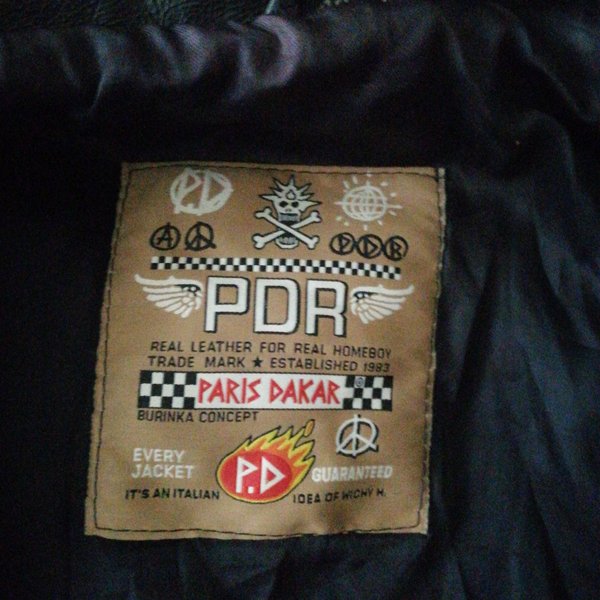 P.D
A
P D R
PDR
REAL LEATHER FOR REAL HOMEBOY
TRADE MARK ★ ESTABLISHED 1983
PARIS DAKAR ®
BURINKA CONCEPT
EVERY
JACKET
P.D
GUARANTEED
IT'S AN ITALIAN IDEA OF WICHY H.